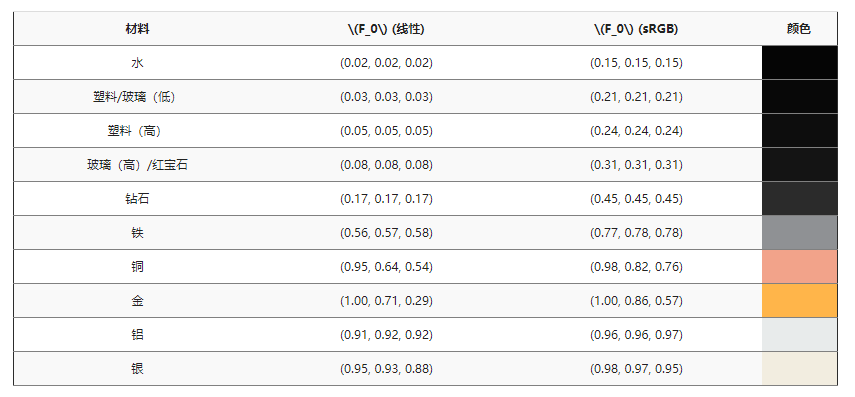 材料 \(F_0\) (线性) \(F_0\) (sRGB) 颜色
水 (0.02, 0.02, 0.02) (0.15, 0.15, 0.15)
塑料/玻璃（低） (0.03, 0.03, 0.03) (0.21, 0.21, 0.21)
塑料（高） (0.05, 0.05, 0.05) (0.24, 0.24, 0.24)
玻璃（高）/红宝石 (0.08, 0.08, 0.08) (0.31, 0.31, 0.31)
钻石 (0.17, 0.17, 0.17) (0.45, 0.45, 0.45)
铁 (0.56, 0.57, 0.58) (0.77, 0.78, 0.78)
铜 (0.95, 0.64, 0.54) (0.98, 0.82, 0.76)
金 (1.00, 0.71, 0.29) (1.00, 0.86, 0.57)
铝 (0.91, 0.92, 0.92) (0.96, 0.96, 0.97)
银 (0.95, 0.93, 0.88) (0.98, 0.97, 0.95)